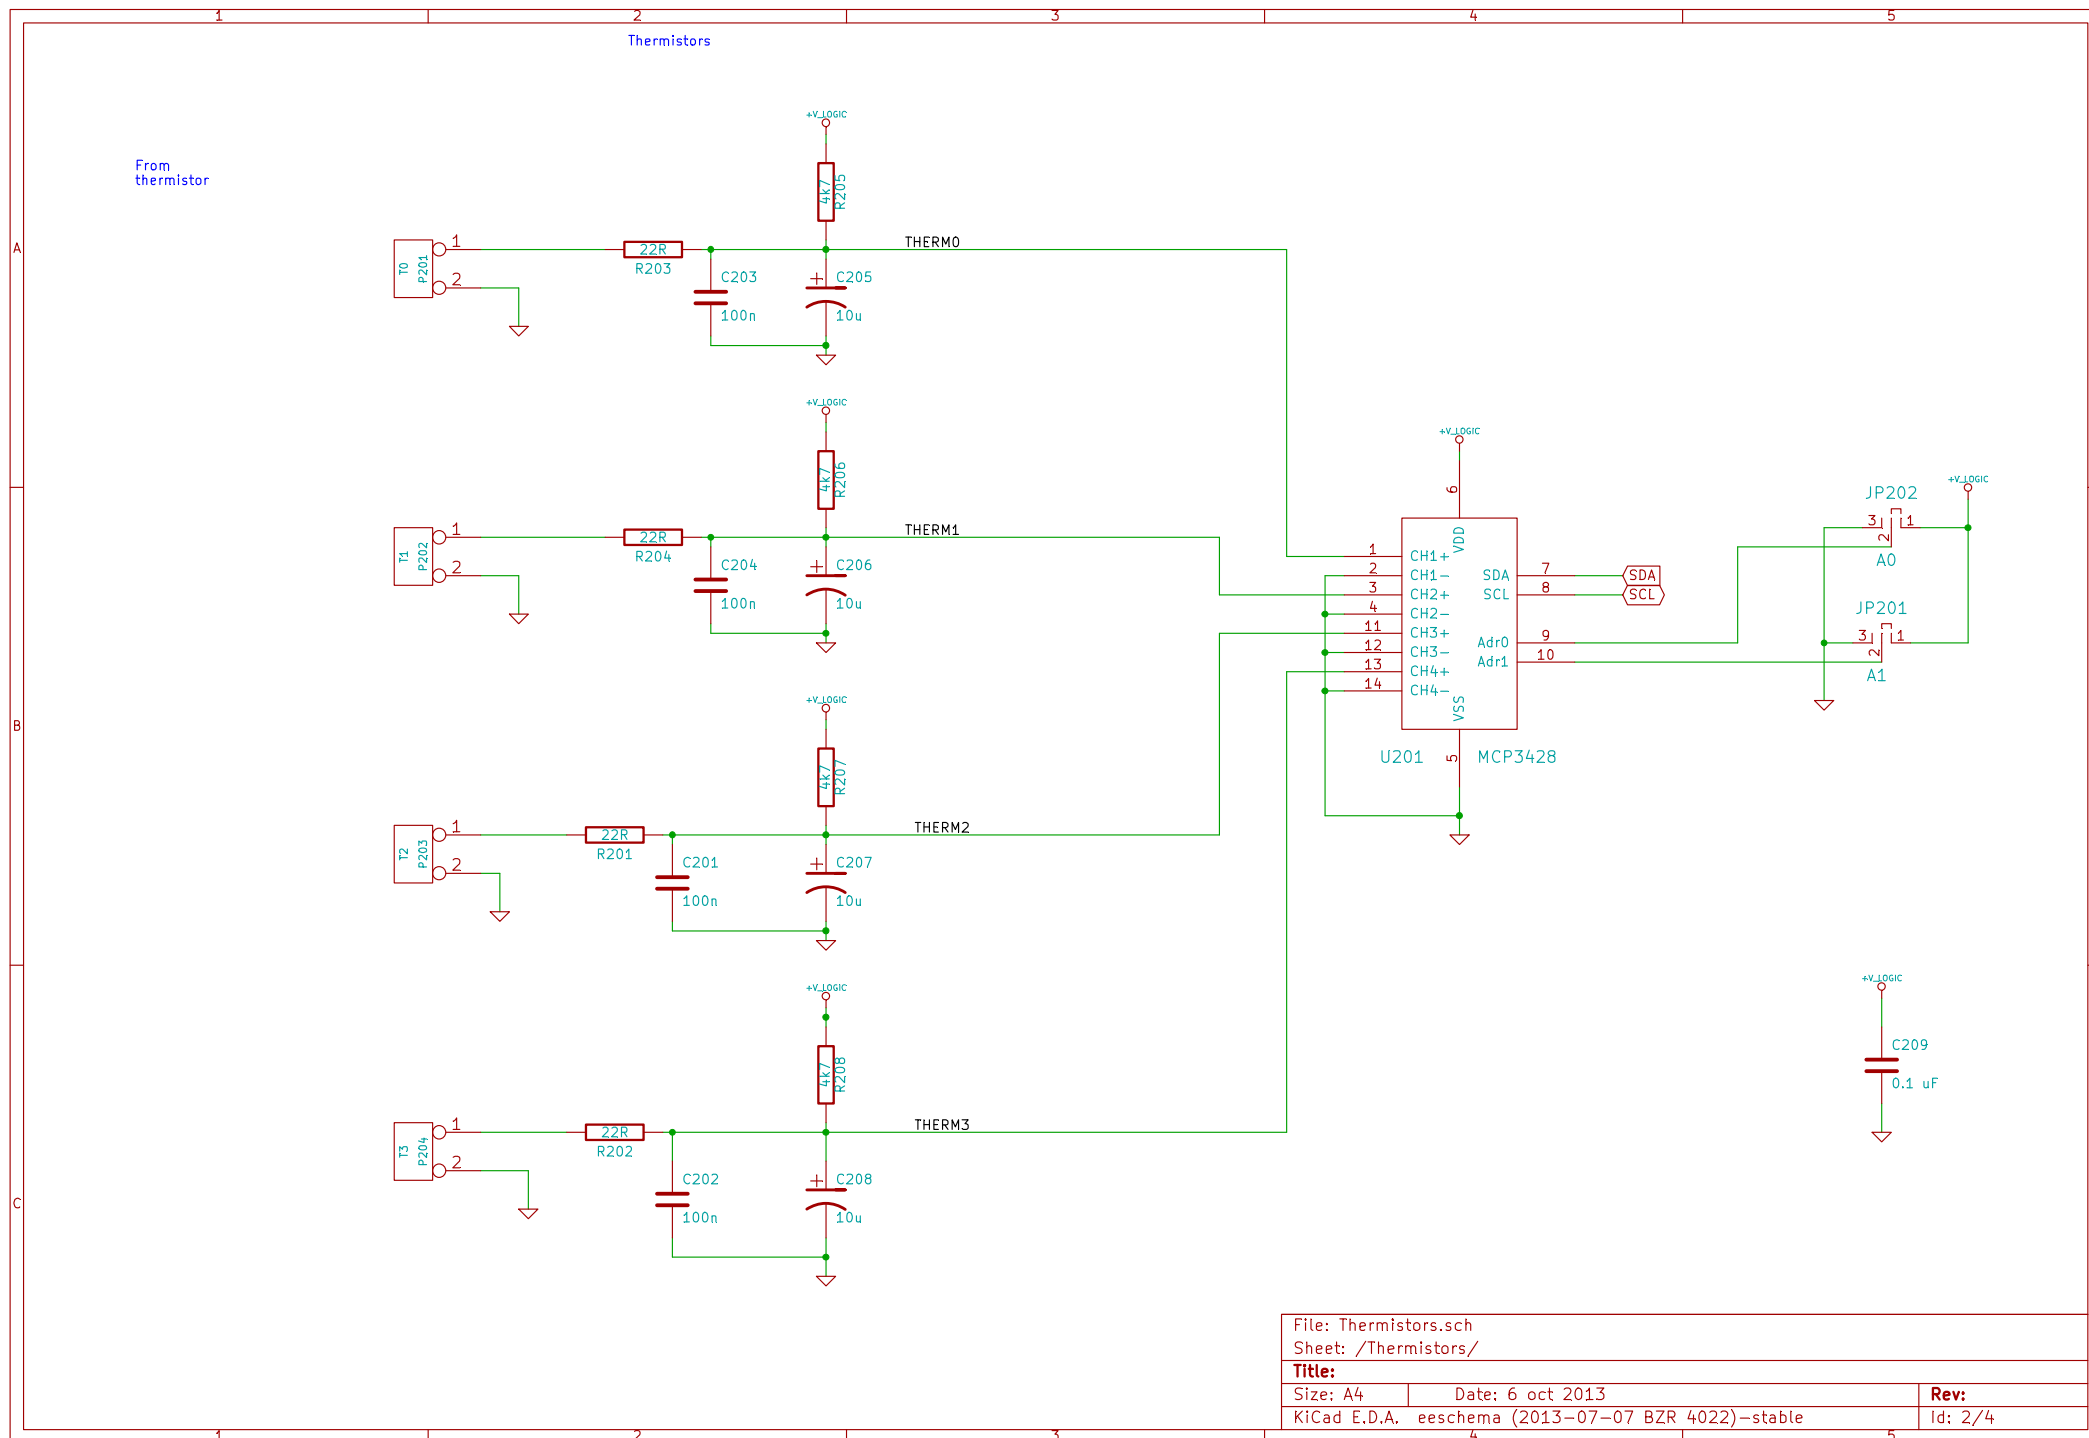 1 2 3 4 5
Thermistors
From
thermistor
A
B
C
+V_LOGIC
4k7
R205
T0
P201
1
2
22R
R203
THERM0
C203
100n
C205
10u
+V_LOGIC
4k7
R206
T1
P202
1
2
22R
R204
THERM1
C204
100n
C206
10u
+V_LOGIC
4k7
R207
T2
P203
1
2
22R
R201
THERM2
C201
100n
C207
10u
+V_LOGIC
4k7
R208
T3
P204
1
2
22R
R202
THERM3
C202
100n
C208
10u
+V_LOGIC
6
VDD
1 CH1+
2 CH1-
3 CH2+
4 CH2-
11 CH3+
12 CH3-
13 CH4+
14 CH4-
SDA 7 SDA
SCL 8 SCL
Adr0 9
Adr1 10
VSS
5
U201 MCP3428
+V_LOGIC
JP202
3 2 1
A0
JP201
3 2 1
A1
+V_LOGIC
C209
0.1 uF
File: Thermistors.sch
Sheet: /Thermistors/
Title:
Size: A4 Date: 6 oct 2013 Rev:
KiCad E.D.A. eeschema (2013-07-07 BZR 4022)-stable Id: 2/4
1 2 3 4 5